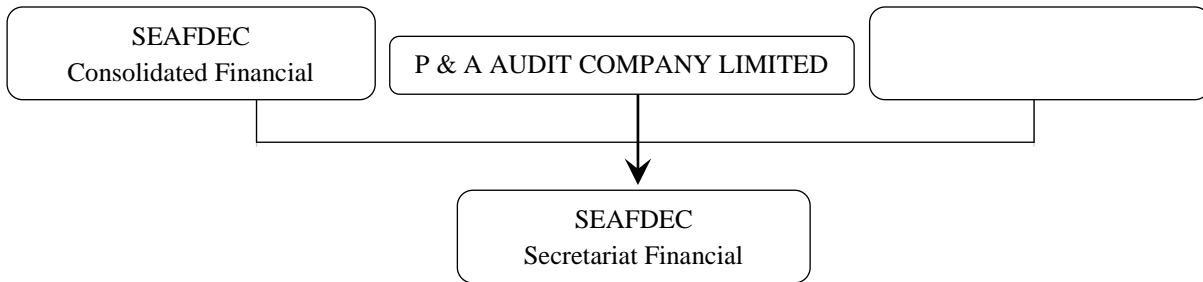 SEAFDEC
Consolidated Financial
P & A AUDIT COMPANY LIMITED
SEAFDEC
Secretariat Financial